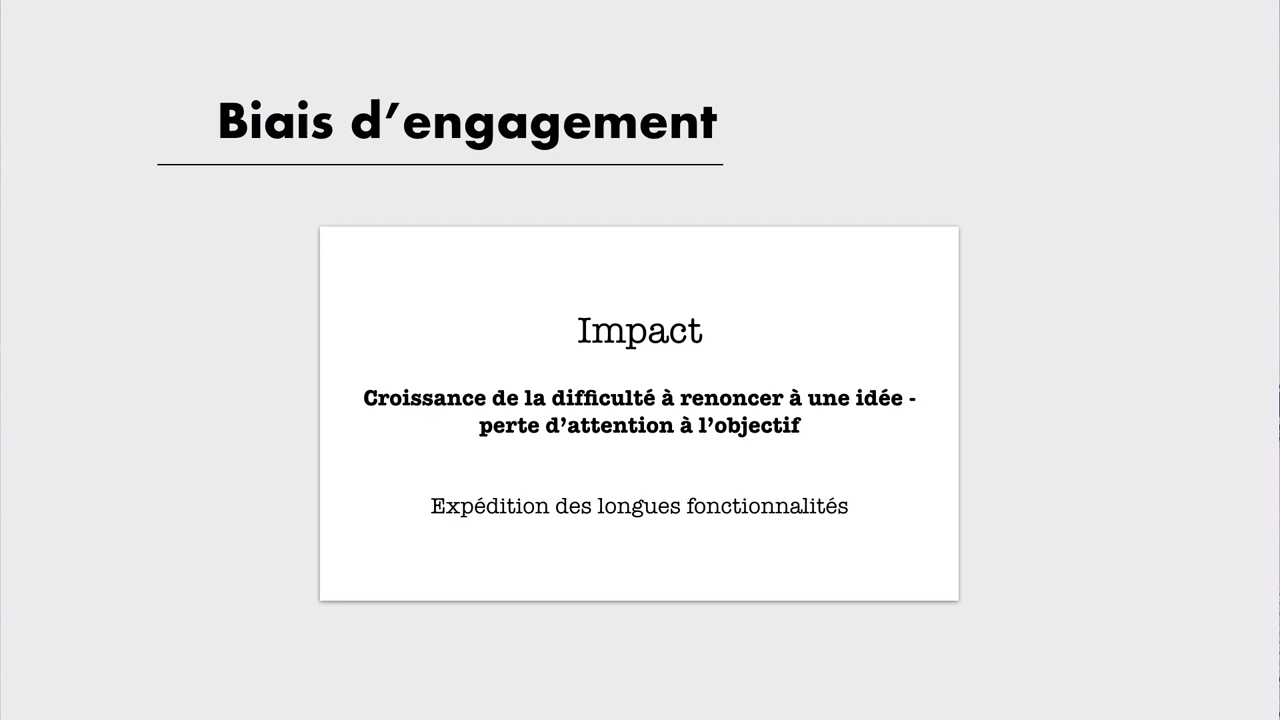 Biais d’engagement
Impact
Croissance de la difficulté à renoncer à une idée -
perte d’attention à l’objectif
Expédition des longues fonctionnalités